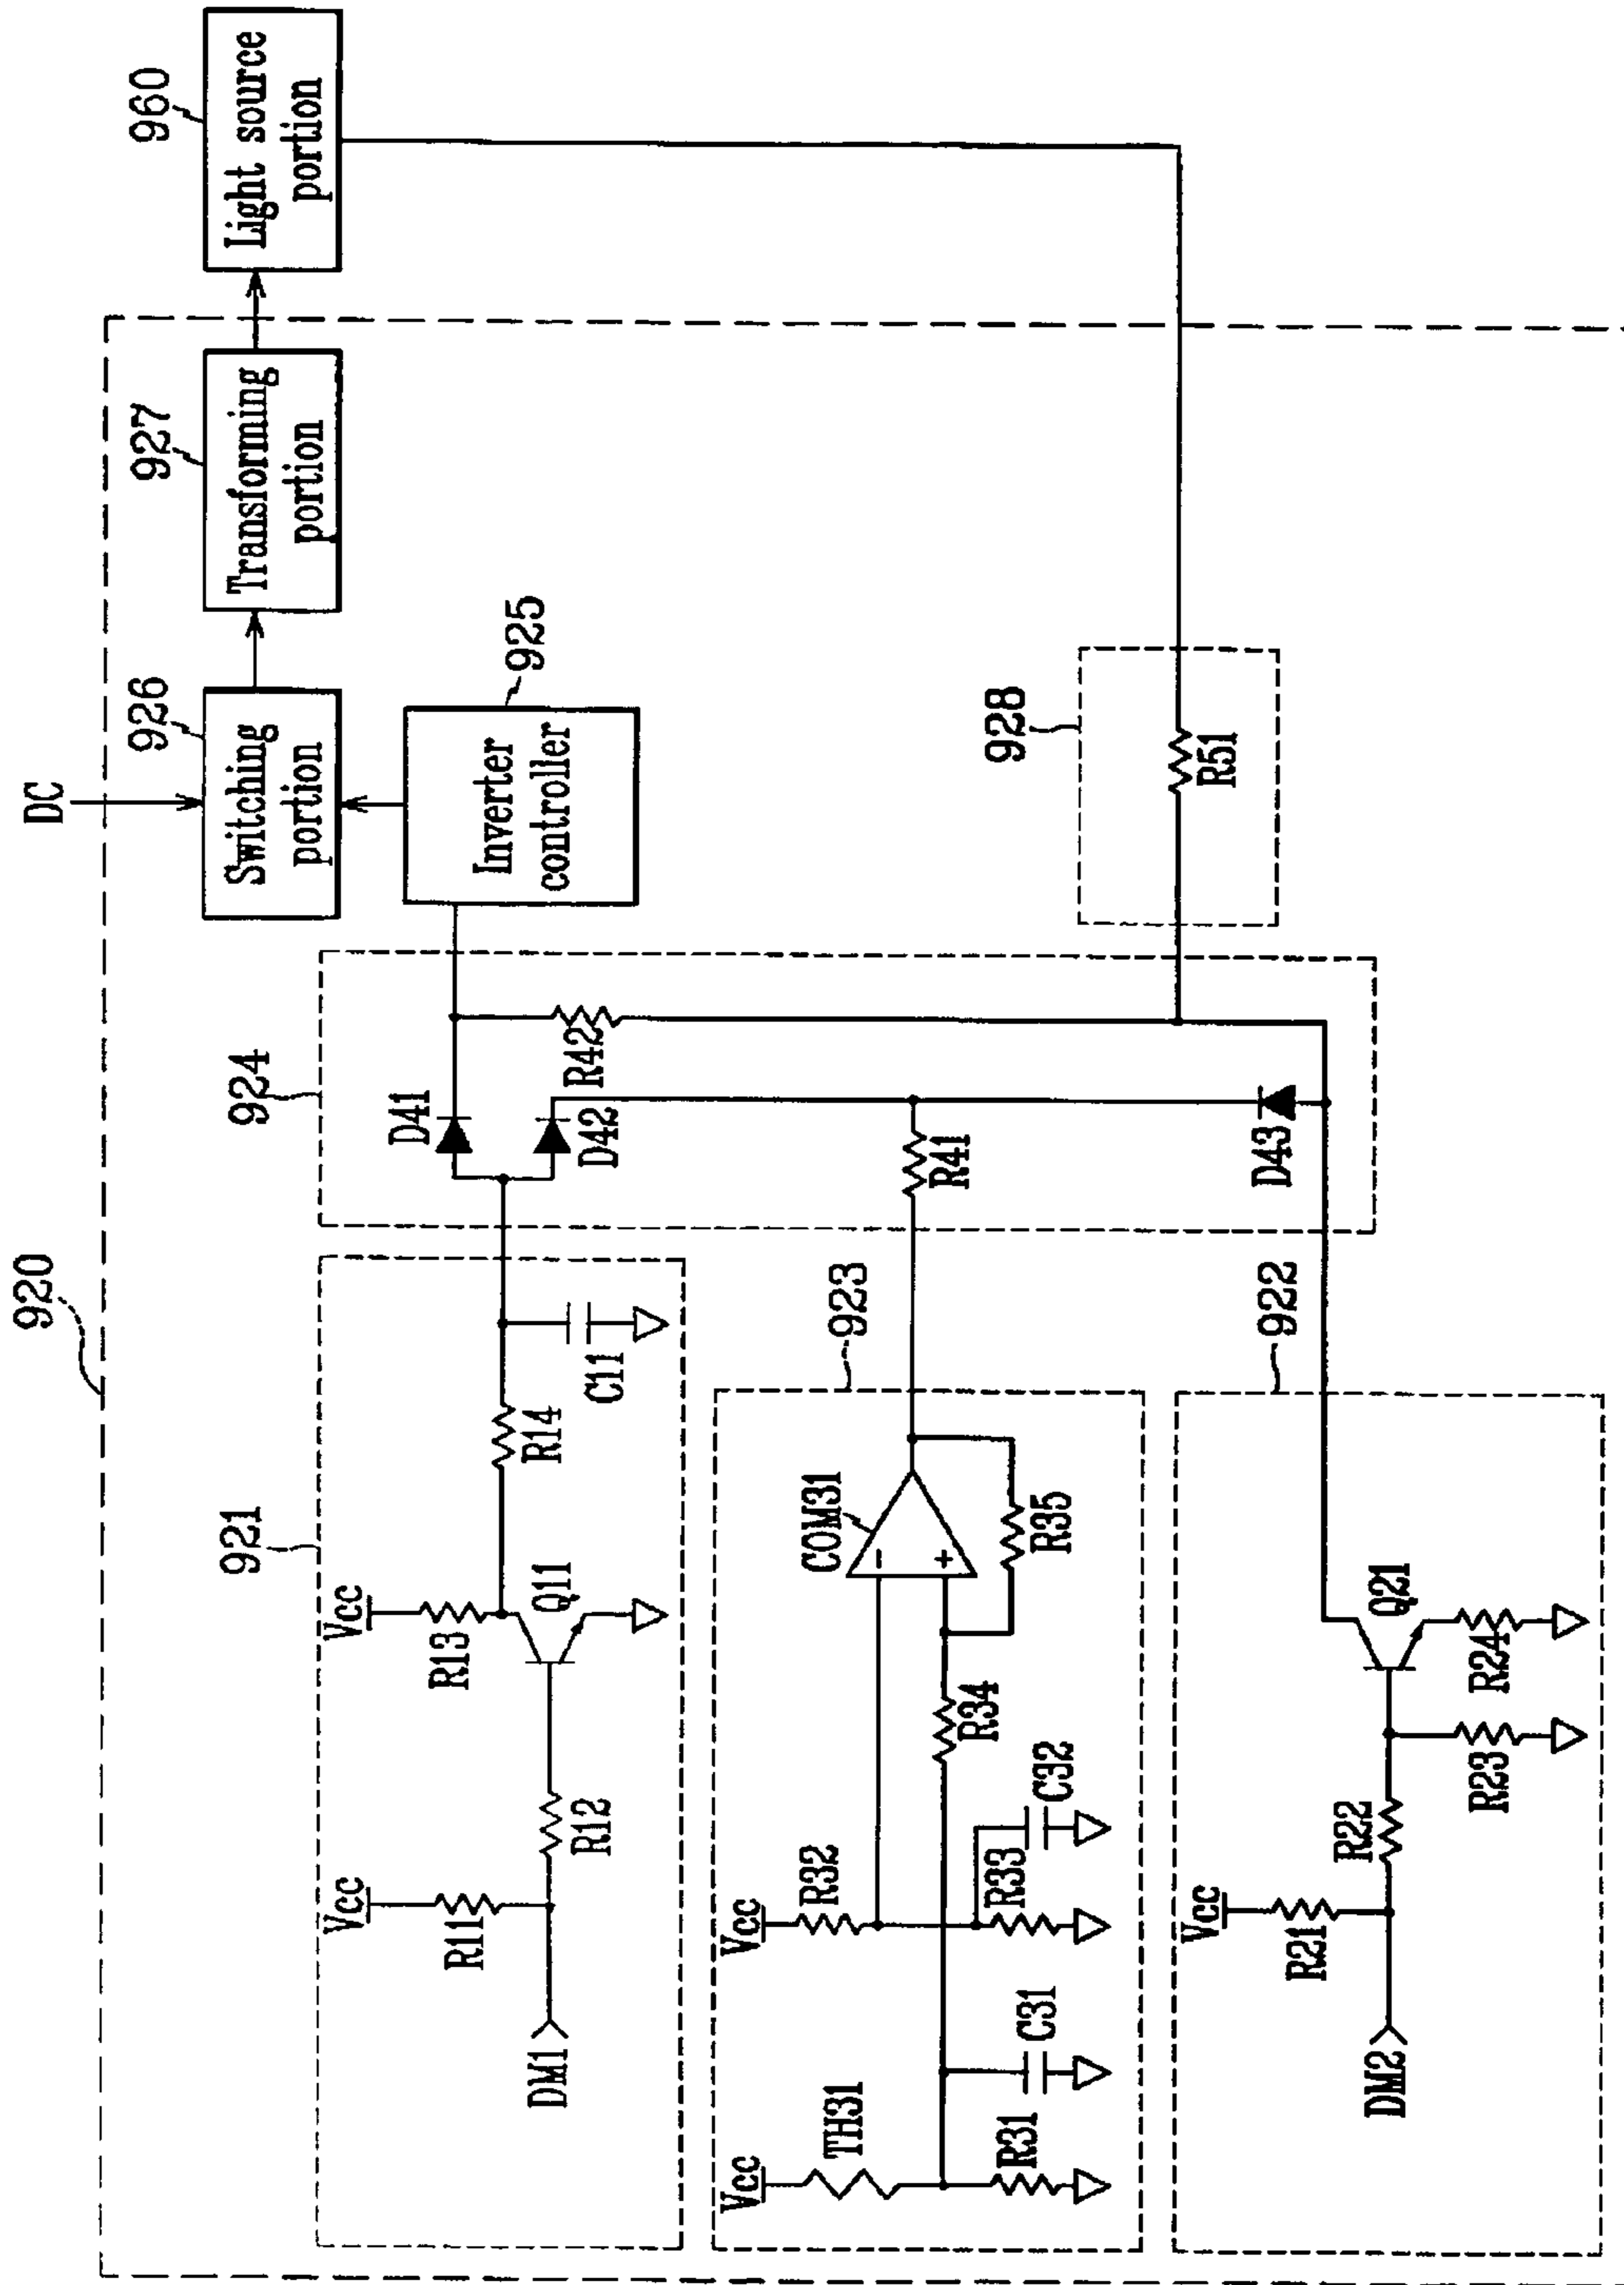 920
DC
926
Switching
portion
927
Transforming
portion
960
Light source
portion
925
Inverter
controller
921
Vcc
R11
DM1
R12
Vcc
R13
Q11
R14
C11
924
D41
D42
R42
R41
D43
928
R51
923
Vcc
TH31
R31
C31
Vcc
R32
R33
C32
R34
COM31
-
+
R35
922
Vcc
R21
DM2
R22
R23
Q21
R24